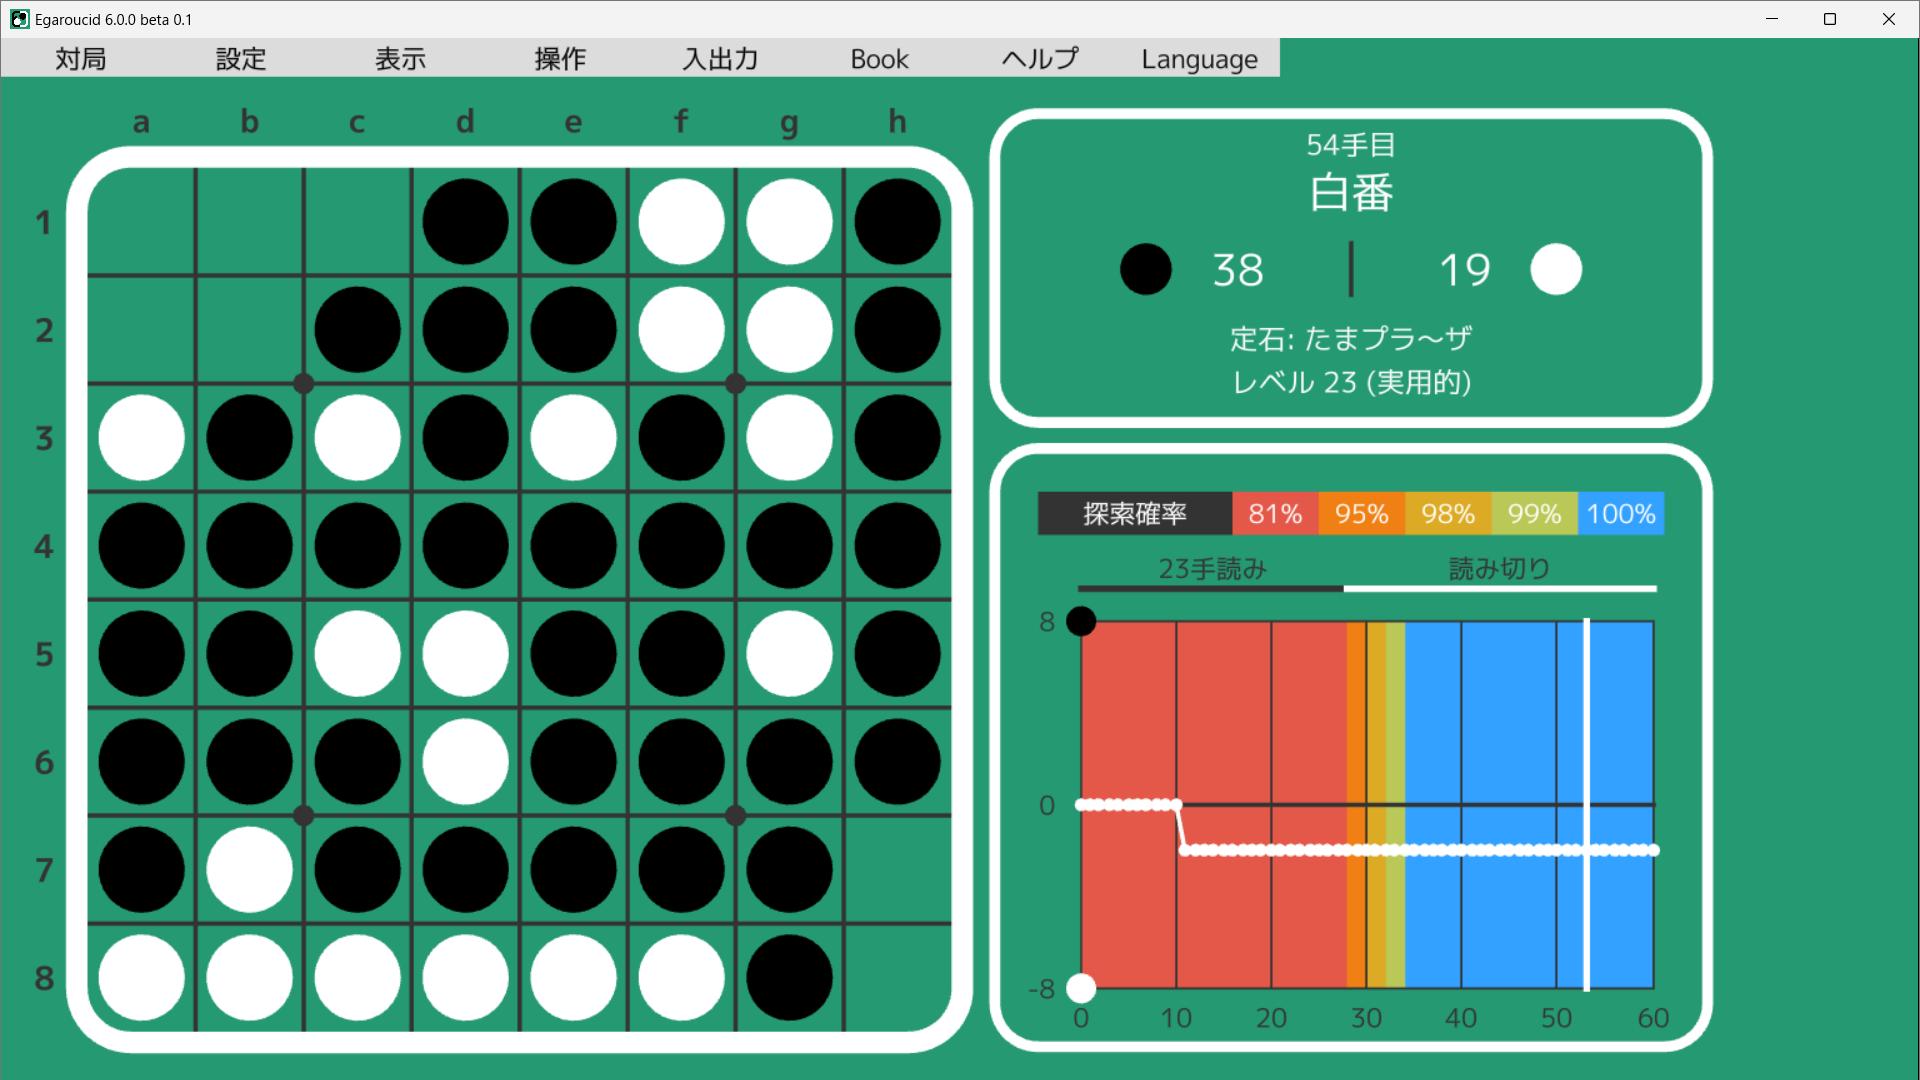 Egaroucid 6.0.0 beta 0.1
対局 設定 表示 操作 入出力 Book ヘルプ Language
a b c d e f g h
1
2
3
4
5
6
7
8
54手目
白番
38 19
定石: たまプラ～ザ
レベル 23 (実用的)
探索確率 81% 95% 98% 99% 100%
23手読み 読み切り
8
0
-8
0 10 20 30 40 50 60